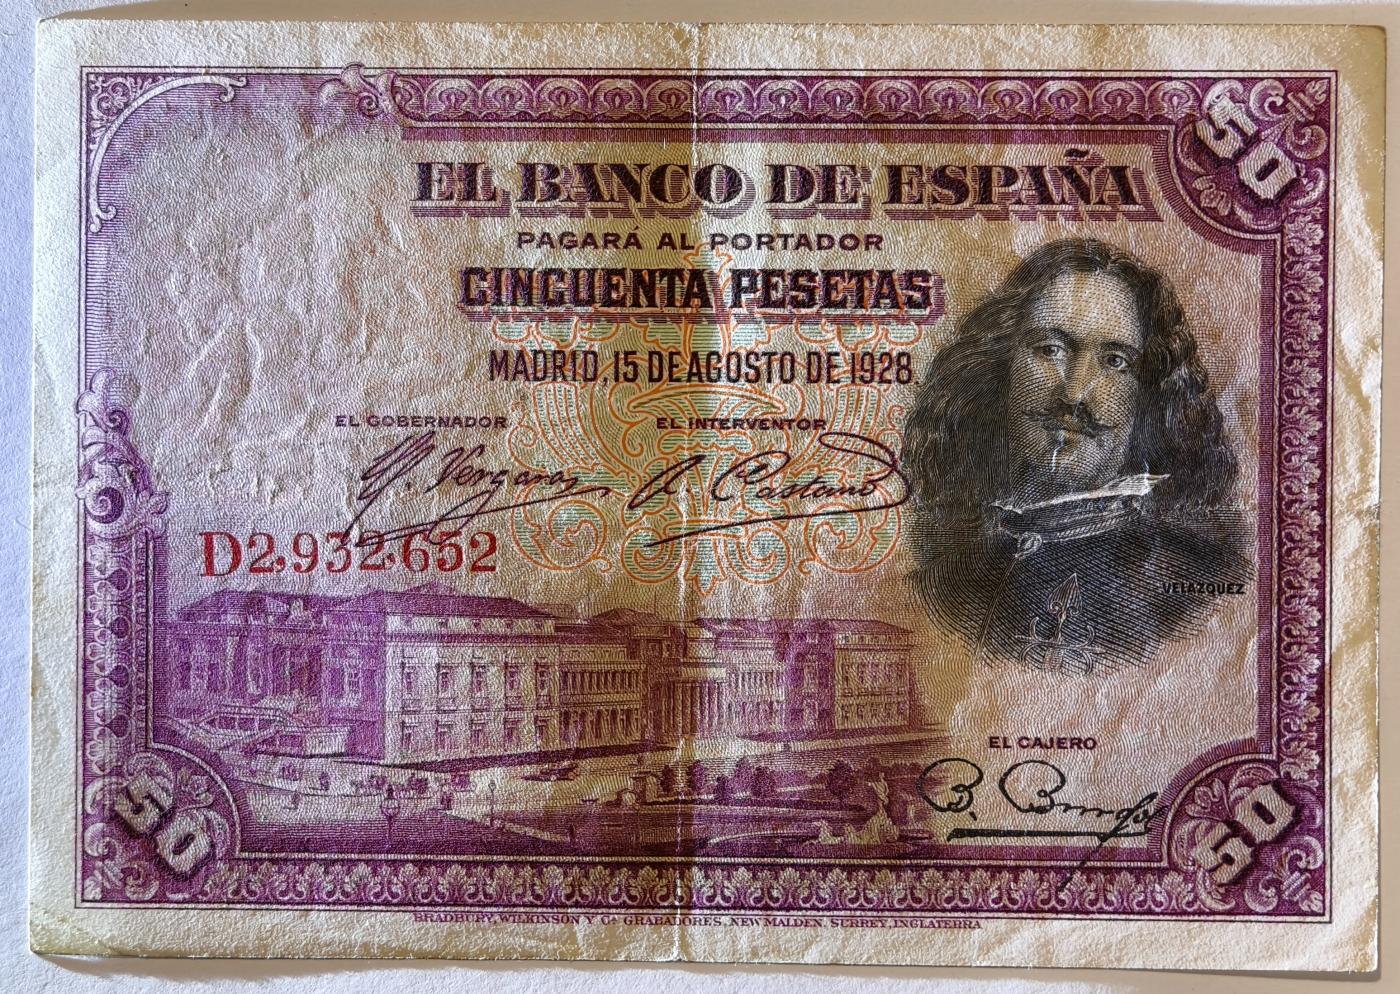 50
EL BANCO DE ESPAÑA
PAGARÁ AL PORTADOR
CINCUENTA PESETAS
MADRID, 15 DE AGOSTO DE 1928.
EL GOBERNADOR EL INTERVENTOR
D2,932,652
VELAZQUEZ
EL CAJERO
50 50
BRADBURY, WILKINSON Y Cª GRABADORES, NEW MALDEN, SURREY, INGLATERRA